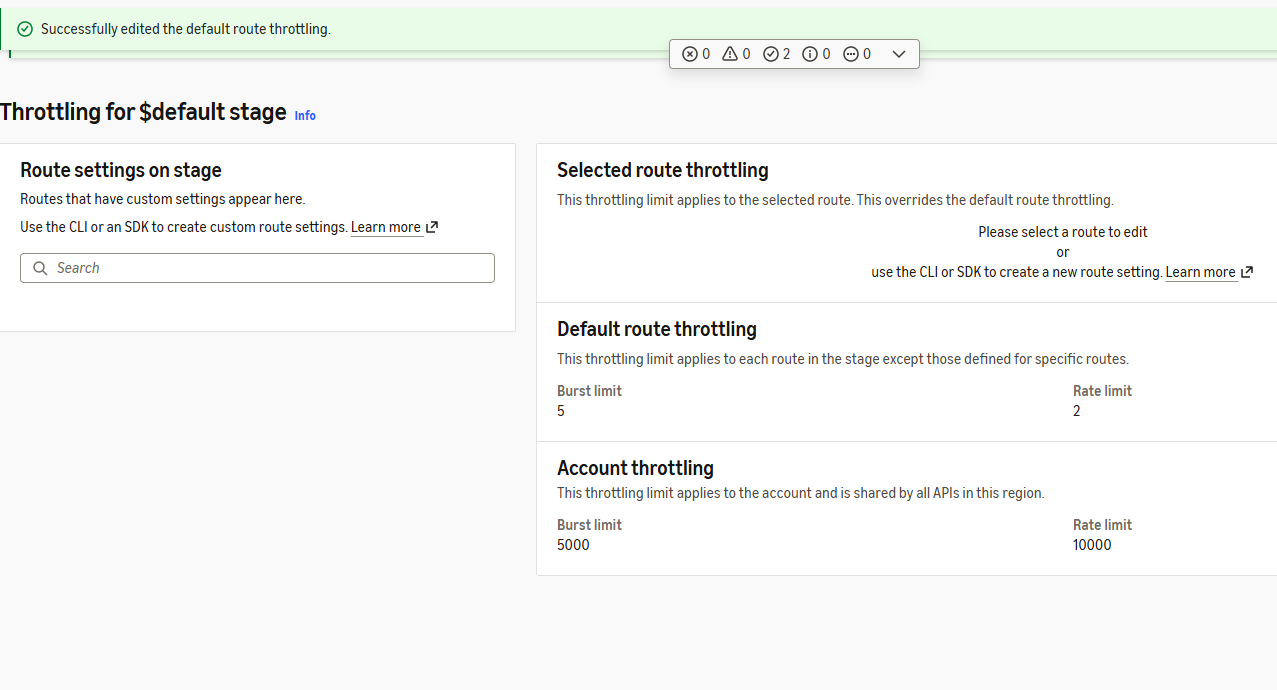 Successfully edited the default route throttling.
0 0 2 0 0
Throttling for $default stage Info
Route settings on stage
Routes that have custom settings appear here.
Use the CLI or an SDK to create custom route settings. Learn more
Search
Selected route throttling
This throttling limit applies to the selected route. This overrides the default route throttling.
Please select a route to edit
or
use the CLI or SDK to create a new route setting. Learn more
Default route throttling
This throttling limit applies to each route in the stage except those defined for specific routes.
Burst limit Rate limit
5 2
Account throttling
This throttling limit applies to the account and is shared by all APIs in this region.
Burst limit Rate limit
5000 10000